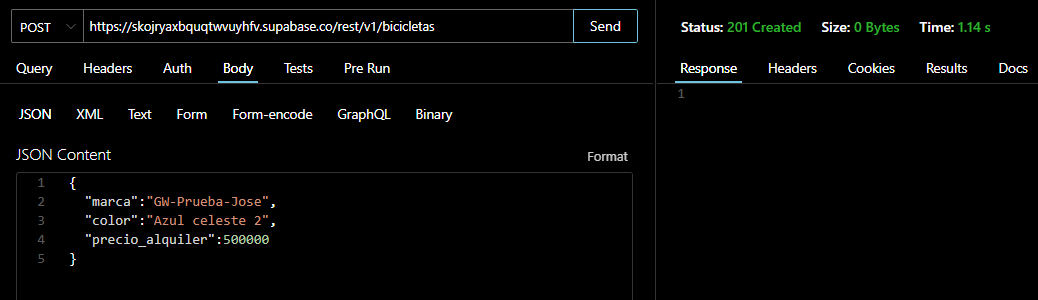 POST https://skojryaxbquqtwvuyhfv.supabase.co/rest/v1/bicicletas Send
Query Headers Auth Body Tests Pre Run
JSON XML Text Form Form-encode GraphQL Binary
JSON Content Format
1 {
2 "marca":"GW-Prueba-Jose",
3 "color":"Azul celeste 2",
4 "precio_alquiler":500000
5 }
Status: 201 Created Size: 0 Bytes Time: 1.14 s
Response Headers Cookies Results Docs
1